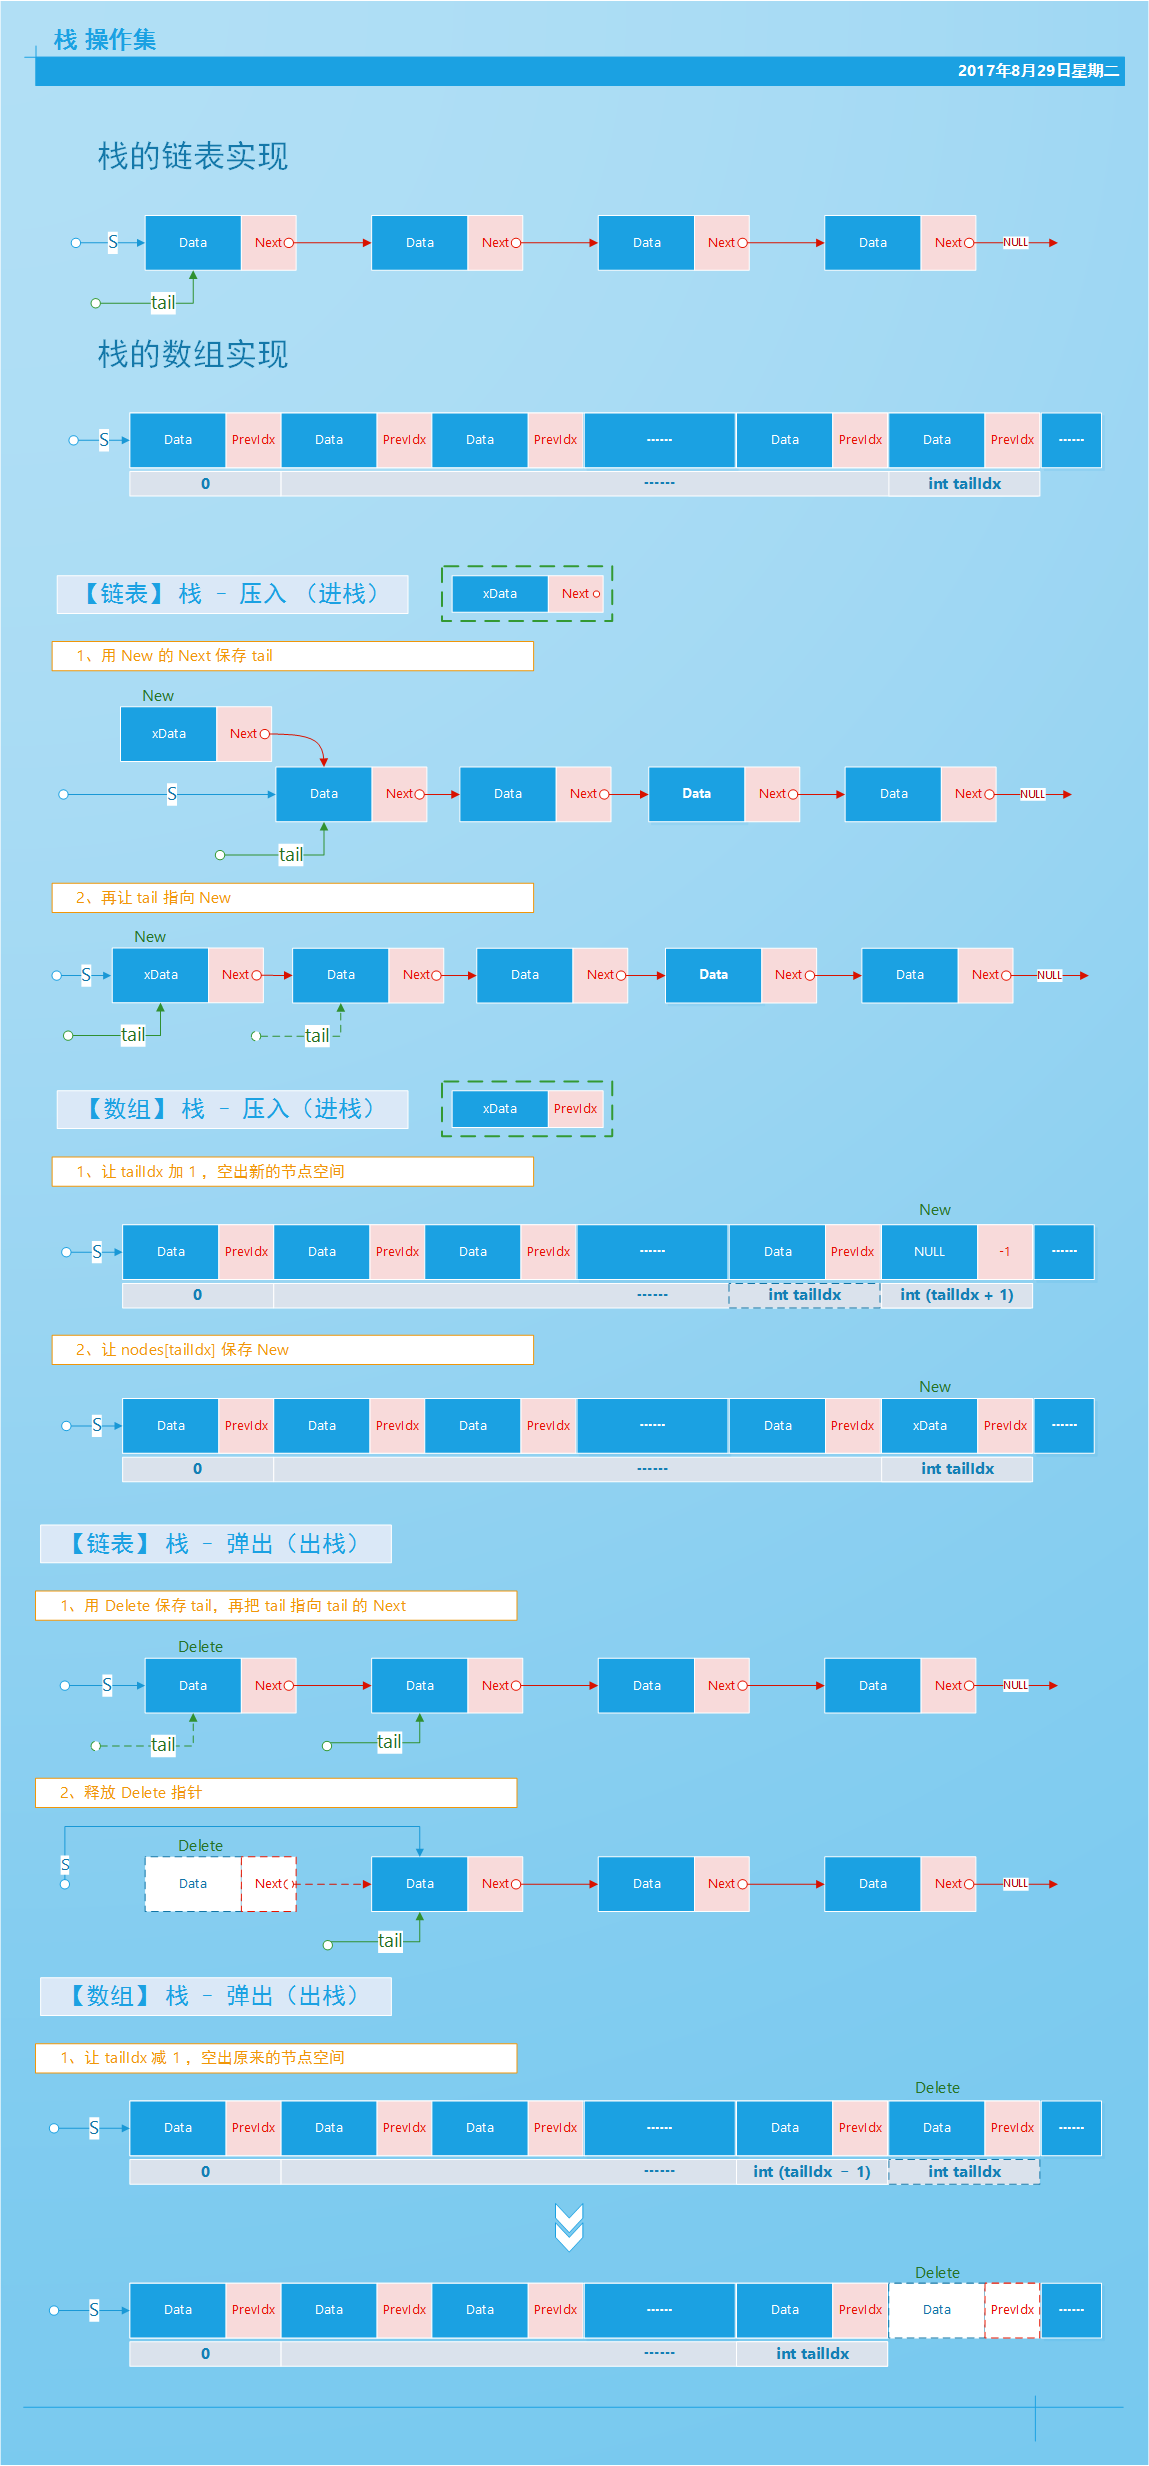 栈 操作集
2017年8月29日星期二
栈的链表实现
S Data Next Data Next Data Next Data Next NULL
tail
栈的数组实现
S Data PrevIdx Data PrevIdx Data PrevIdx ------ Data PrevIdx Data PrevIdx ------
0 ------ int tailIdx
【链表】 栈 - 压入 （进栈） xData Next
1、用 New 的 Next 保存 tail
New
xData Next
S Data Next Data Next Data Next Data Next NULL
tail
2、再让 tail 指向 New
New
S xData Next Data Next Data Next Data Next Data Next NULL
tail tail
【数组】 栈 - 压入（进栈） xData PrevIdx
1、让 tailIdx 加 1 ，空出新的节点空间
New
S Data PrevIdx Data PrevIdx Data PrevIdx ------ Data PrevIdx NULL -1 ------
0 ------ int tailIdx int (tailIdx + 1)
2、让 nodes[tailIdx] 保存 New
New
S Data PrevIdx Data PrevIdx Data PrevIdx ------ Data PrevIdx xData PrevIdx ------
0 ------ int tailIdx
【链表】 栈 - 弹出（出栈）
1、用 Delete 保存 tail，再把 tail 指向 tail 的 Next
Delete
S Data Next Data Next Data Next Data Next NULL
tail tail
2、释放 Delete 指针
Delete
S Data Next Data Next Data Next Data Next NULL
tail
【数组】 栈 - 弹出（出栈）
1、让 tailIdx 减 1 ，空出原来的节点空间
Delete
S Data PrevIdx Data PrevIdx Data PrevIdx ------ Data PrevIdx Data PrevIdx ------
0 ------ int (tailIdx - 1) int tailIdx
Delete
S Data PrevIdx Data PrevIdx Data PrevIdx ------ Data PrevIdx Data PrevIdx ------
0 ------ int tailIdx